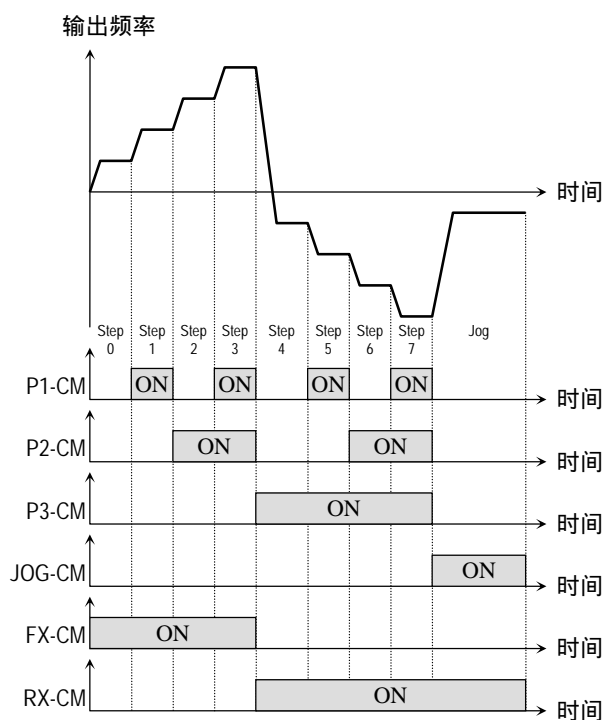 输出频率
时间
Step 0
Step 1
Step 2
Step 3
Step 4
Step 5
Step 6
Step 7
Jog
P1-CM
ON
ON
ON
ON
时间
P2-CM
ON
ON
时间
P3-CM
ON
时间
JOG-CM
ON
时间
FX-CM
ON
时间
RX-CM
ON
时间